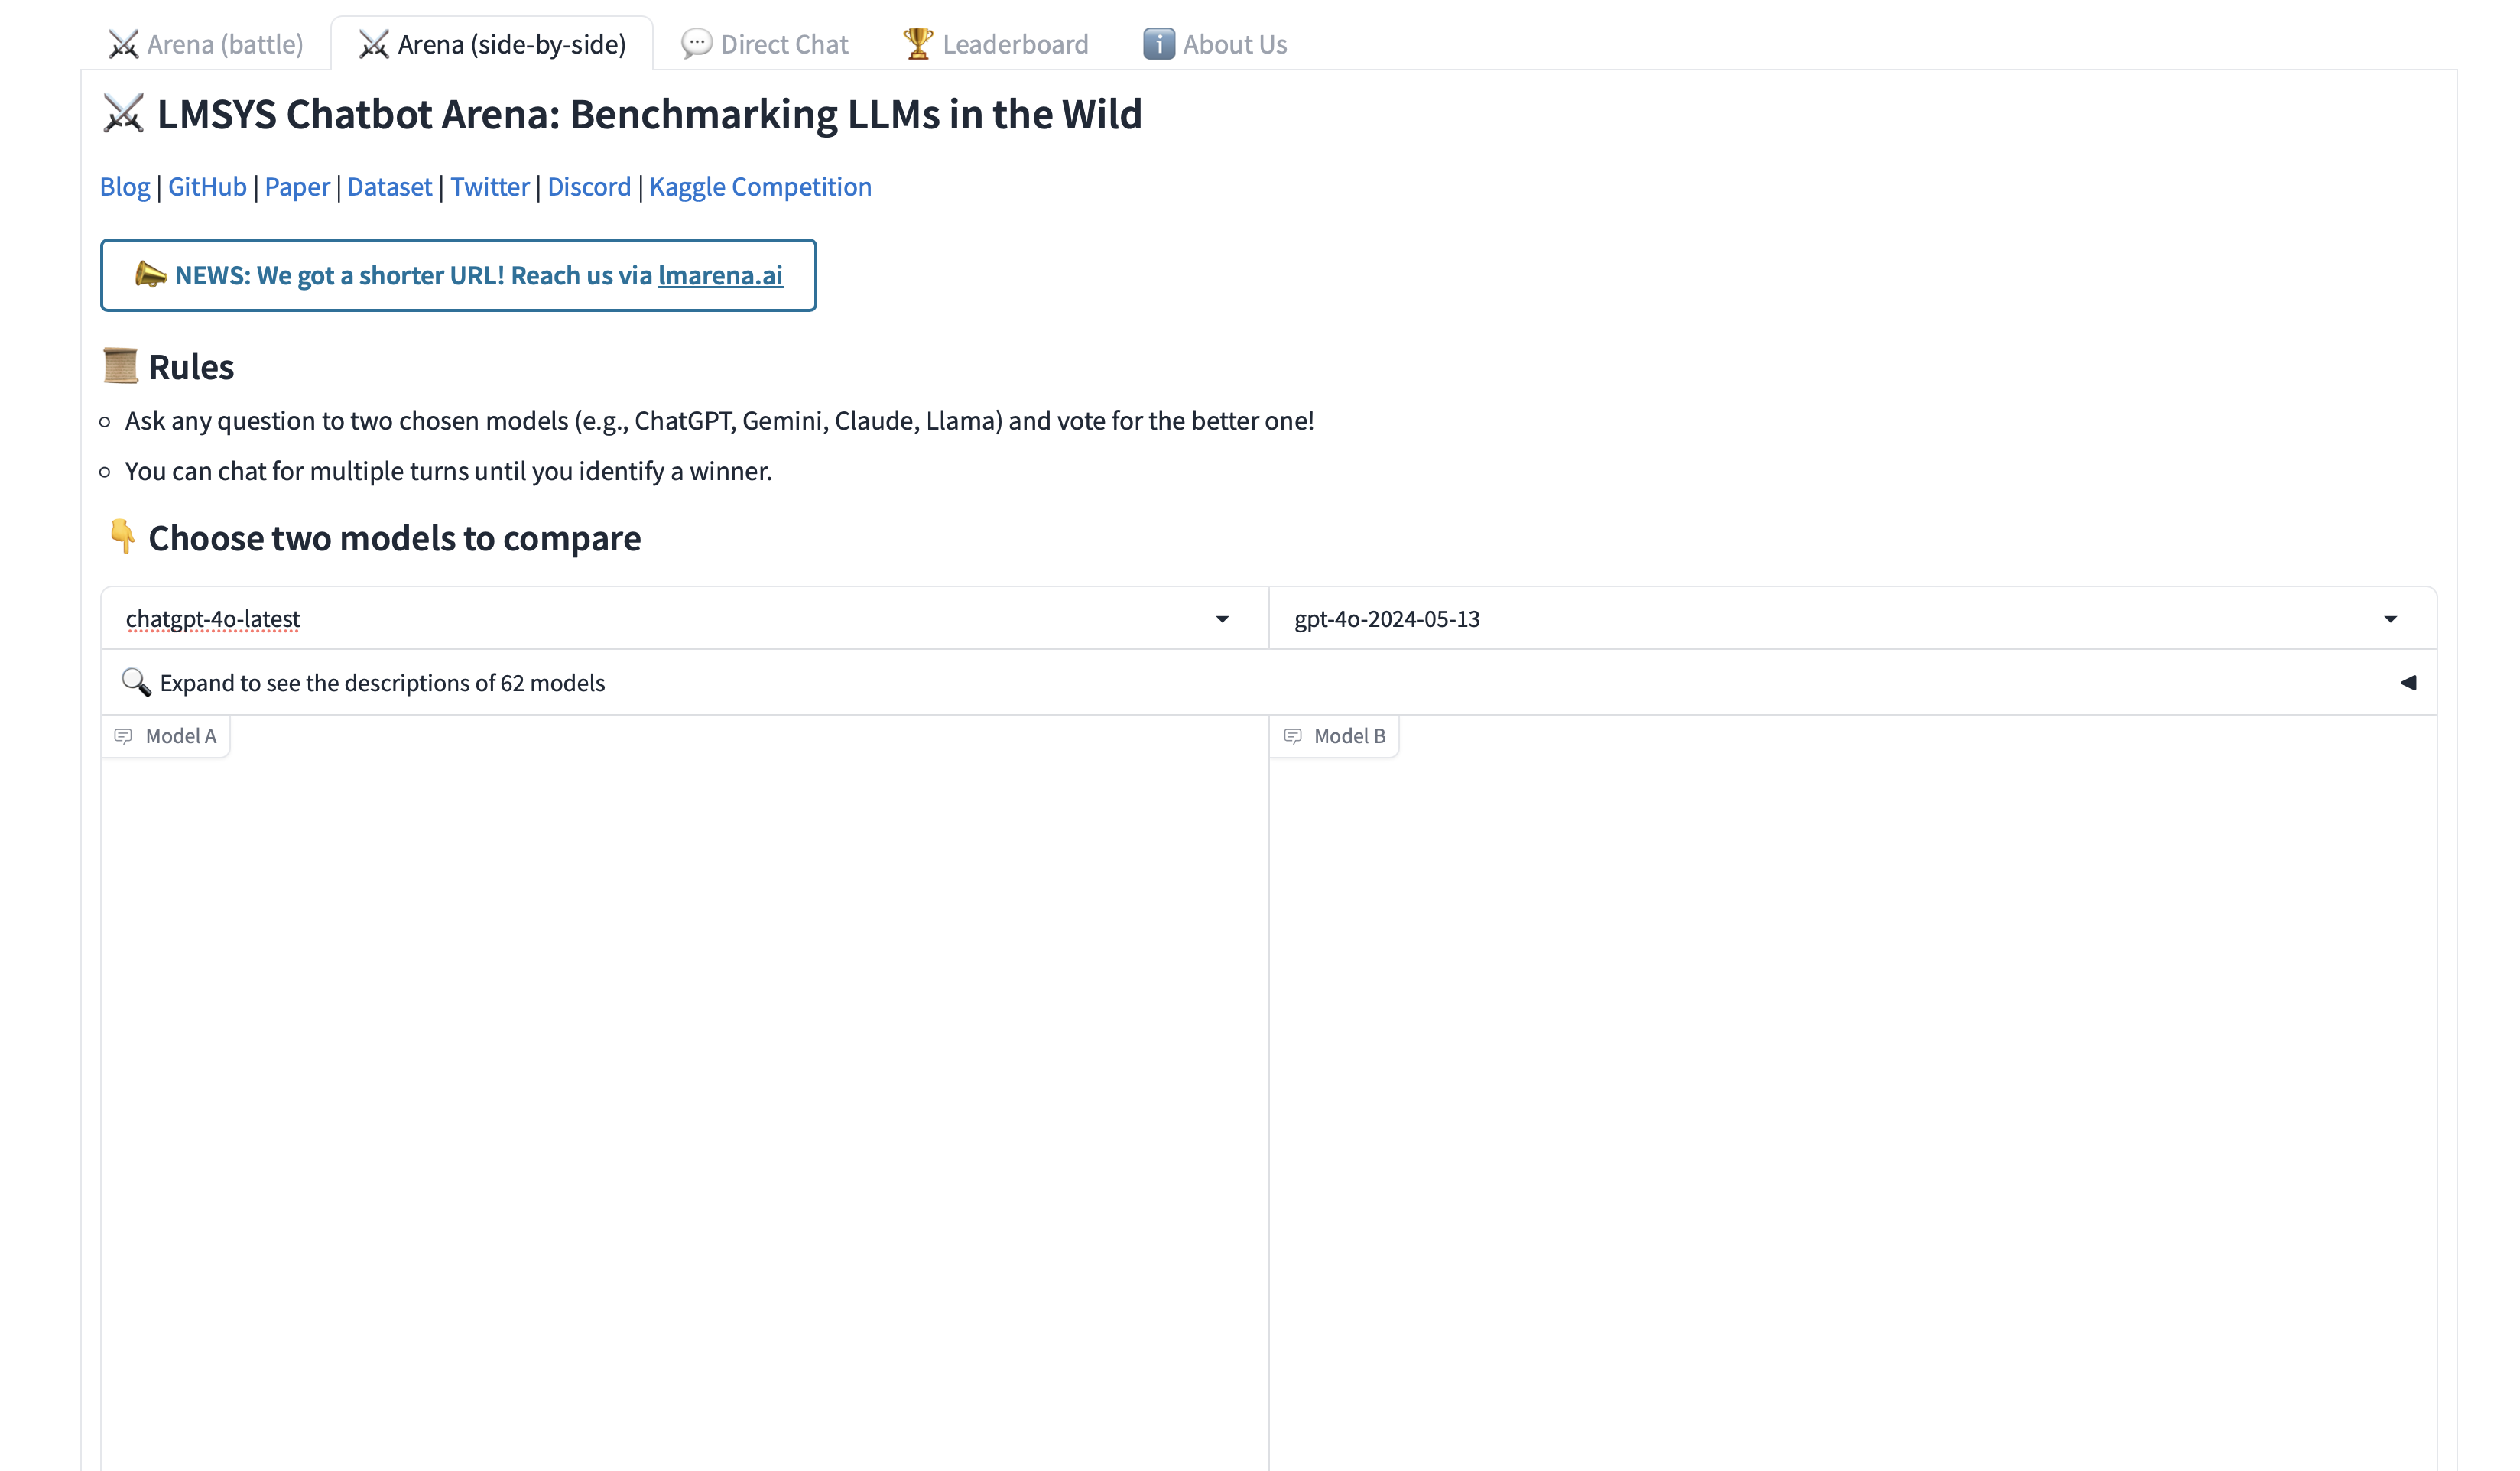 Arena (battle)
Arena (side-by-side)
Direct Chat
Leaderboard
About Us
LMSYS Chatbot Arena: Benchmarking LLMs in the Wild
Blog | GitHub | Paper | Dataset | Twitter | Discord | Kaggle Competition
NEWS: We got a shorter URL! Reach us via lmarena.ai
Rules
Ask any question to two chosen models (e.g., ChatGPT, Gemini, Claude, Llama) and vote for the better one!
You can chat for multiple turns until you identify a winner.
Choose two models to compare
chatgpt-4o-latest
gpt-4o-2024-05-13
Expand to see the descriptions of 62 models
Model A
Model B